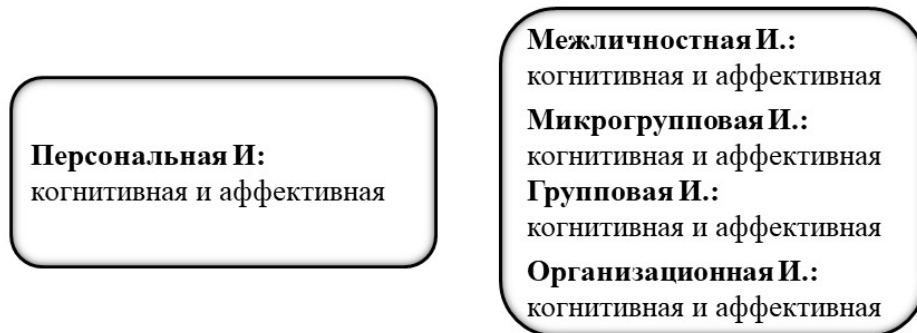 Персональная И:
когнитивная и аффективная
Межличностная И.:
когнитивная и аффективная
Микрогрупповая И.:
когнитивная и аффективная
Групповая И.:
когнитивная и аффективная
Организационная И.:
когнитивная и аффективная